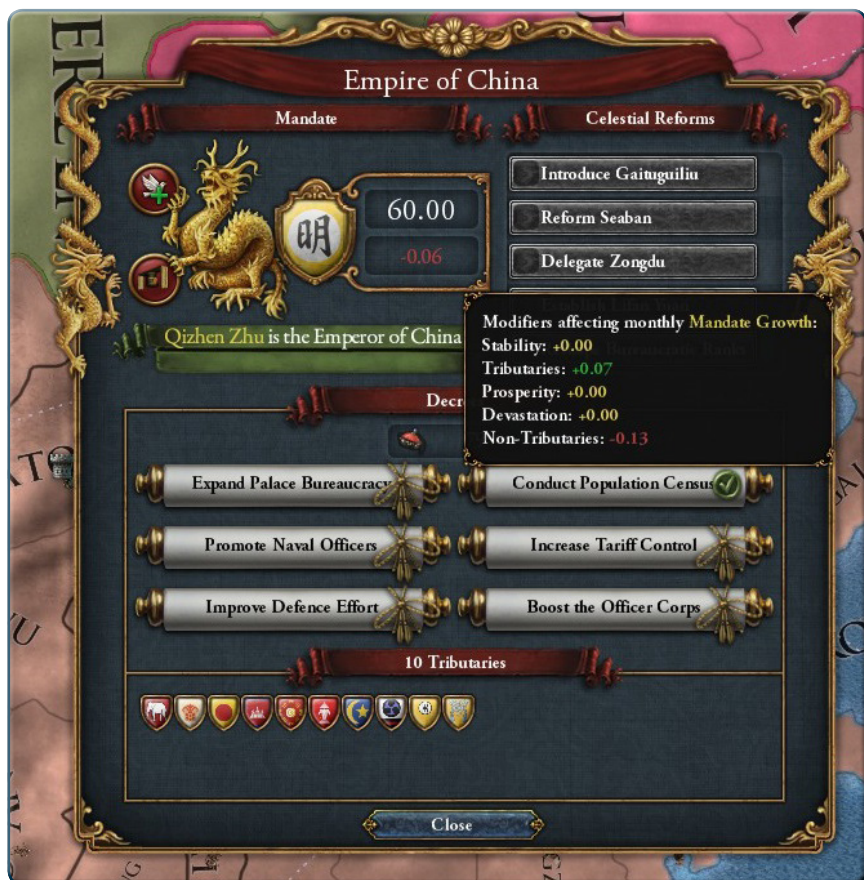 Empire of China
Mandate
Celestial Reforms
明
60.00
-0.06
Introduce Gaituguiliu
Reform Seaban
Delegate Zongdu
Qizhen Zhu is the Emperor of China
Modifiers affecting monthly Mandate Growth:
Stability: +0.00
Tributaries: +0.07
Prosperity: +0.00
Devastation: +0.00
Non-Tributaries: -0.13
Decr
Expand Palace Bureaucracy
Conduct Population Census
Promote Naval Officers
Increase Tariff Control
Improve Defence Effort
Boost the Officer Corps
10 Tributaries
Close